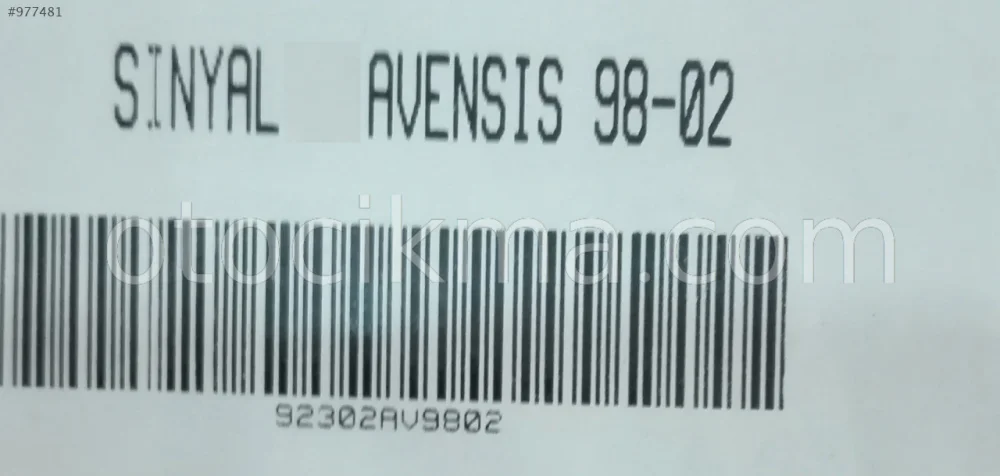 #977481
SINYAL AVENSIS 98-02
otocikma.com
92302AV9802